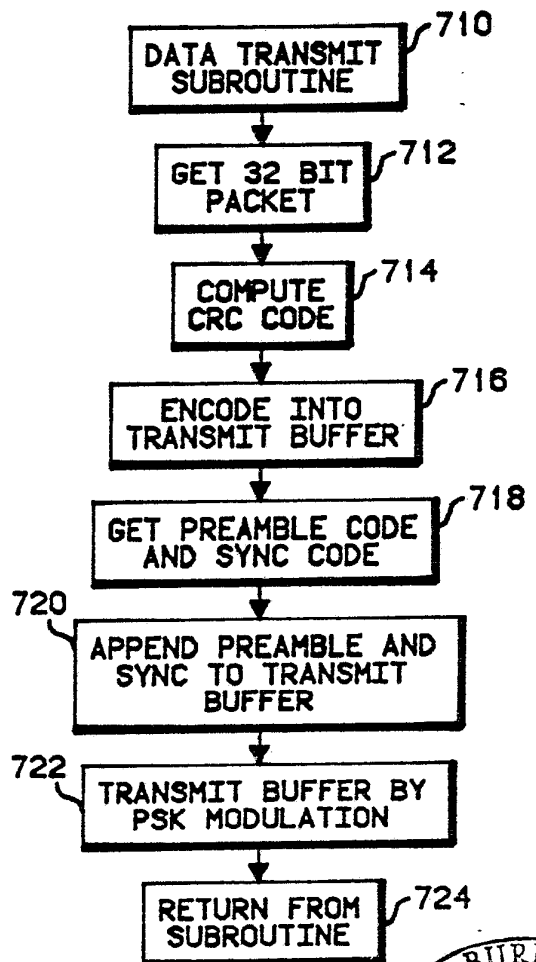 710
DATA TRANSMIT
SUBROUTINE
712
GET 32 BIT
PACKET
714
COMPUTE
CRC CODE
716
ENCODE INTO
TRANSMIT BUFFER
718
GET PREAMBLE CODE
AND SYNC CODE
720
APPEND PREAMBLE AND
SYNC TO TRANSMIT
BUFFER
722
TRANSMIT BUFFER BY
PSK MODULATION
RETURN FROM
SUBROUTINE
724